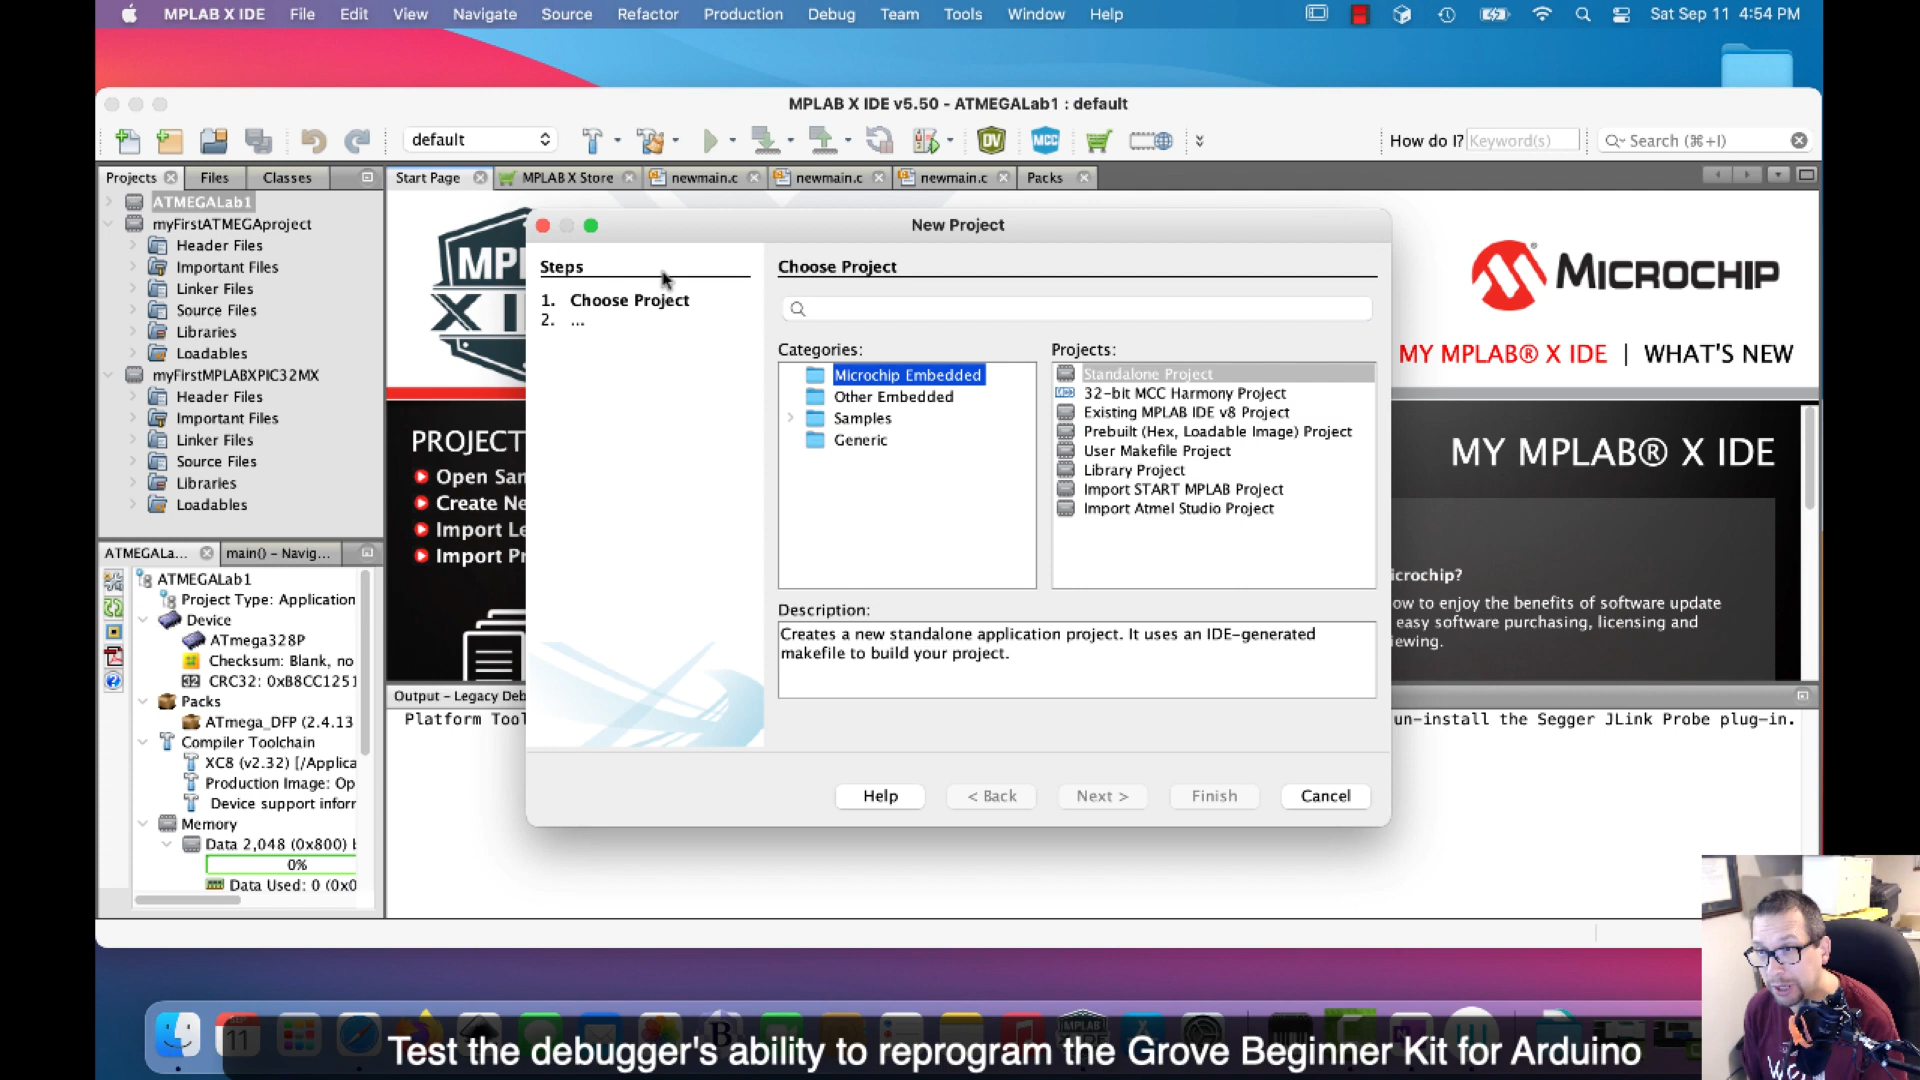 MPLAB X IDE File Edit View Navigate Source Refactor Production Debug Team Tools Window Help Sat Sep 11 4:54 PM
MPLAB X IDE v5.50 - ATMEGALab1 : default
default
How do I? Keyword(s)
Search (⌘+I)
Projects Files Classes
Start Page MPLAB X Store newmain.c newmain.c newmain.c Packs
ATMEGALab1
myFirstATMEGAproject
Header Files
Important Files
Linker Files
Source Files
Libraries
Loadables
myFirstMPLABXPIC32MX
Header Files
Important Files
Linker Files
Source Files
Libraries
Loadables
ATMEGALa... main() - Navig...
ATMEGALab1
Project Type: Application
Device
ATmega328P
Checksum: Blank, no
CRC32: 0xB8CC1251
Packs
ATmega_DFP (2.4.13
Compiler Toolchain
XC8 (v2.32) [/Applica
Production Image: Op
Device support inforr
Memory
Data 2,048 (0x800) b
0%
Data Used: 0 (0x0
MPL
X I
PROJECT
Open San
Create Ne
Import Le
Import Pr
MICROCHIP
MY MPLAB® X IDE | WHAT'S NEW
MY MPLAB® X IDE
icrochip?
ow to enjoy the benefits of software update
easy software purchasing, licensing and
iewing.
Output - Legacy Deb
Platform Tool
un-install the Segger JLink Probe plug-in.
New Project
Steps
1. Choose Project
2. ...
Choose Project
Categories:
Microchip Embedded
Other Embedded
Samples
Generic
Projects:
Standalone Project
32-bit MCC Harmony Project
Existing MPLAB IDE v8 Project
Prebuilt (Hex, Loadable Image) Project
User Makefile Project
Library Project
Import START MPLAB Project
Import Atmel Studio Project
Description:
Creates a new standalone application project. It uses an IDE-generated
makefile to build your project.
Help < Back Next > Finish Cancel
Test the debugger's ability to reprogram the Grove Beginner Kit for Arduino